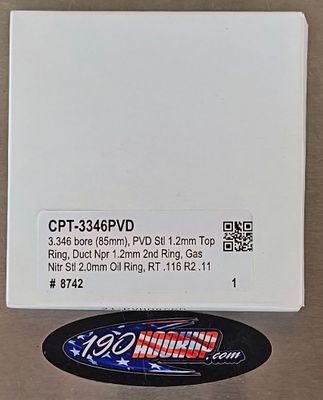 CPT-3346PVD
3.346 bore (85mm), PVD Stl 1.2mm Top
Ring, Duct Npr 1.2mm 2nd Ring, Gas
Nitr Stl 2.0mm Oil Ring, RT .116 R2 .11
# 8742 1
190HOOKUP.com